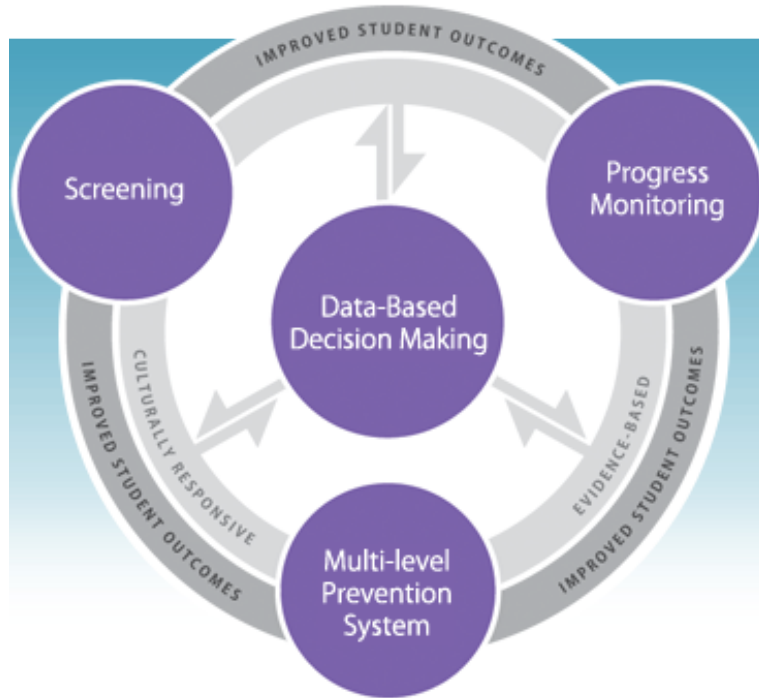 IMPROVED STUDENT OUTCOMES
Screening
Progress
Monitoring
Data-Based
Decision Making
CULTURALLY RESPONSIVE
IMPROVED STUDENT OUTCOMES
EVIDENCE-BASED
IMPROVED STUDENT OUTCOMES
Multi-level
Prevention
System